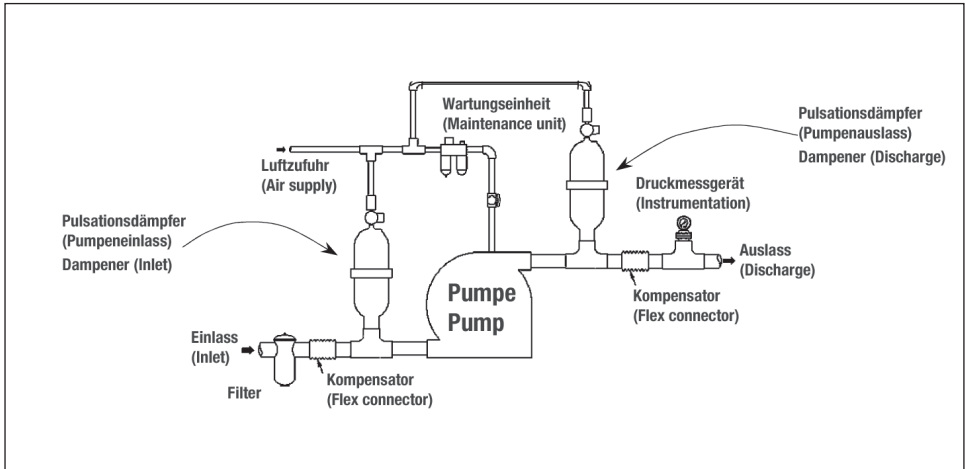 Wartungseinheit
(Maintenance unit)
Pulsationsdämpfer
(Pumpenauslass)
Dampener (Discharge)
Luftzufuhr
(Air supply)
Druckmessgerät
(Instrumentation)
Pulsationsdämpfer
(Pumpeneinlass)
Dampener (Inlet)
Auslass
(Discharge)
Pumpe
Pump
Kompensator
(Flex connector)
Einlass
(Inlet)
Filter
Kompensator
(Flex connector)